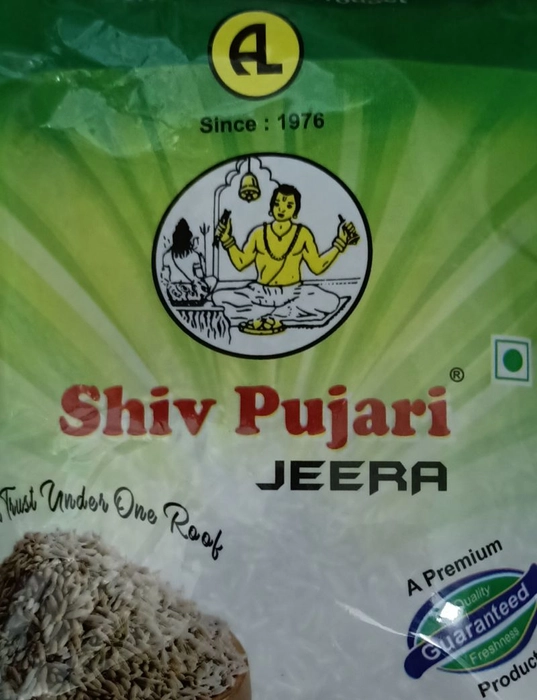 AL
Since : 1976
Shiv Pujari®
JEERA
Trust Under One Roof
A Premium
Quality
Guaranteed
Freshness
Product